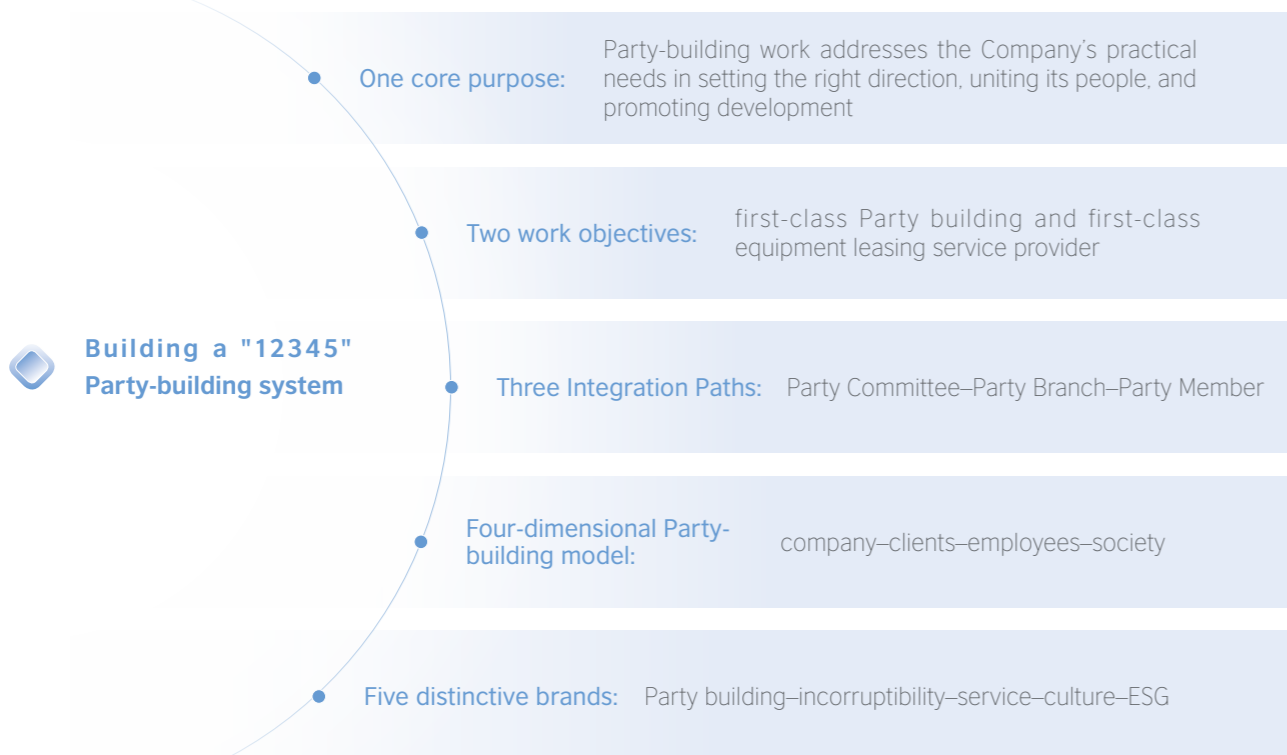 One core purpose:
Party-building work addresses the Company's practical
needs in setting the right direction, uniting its people, and
promoting development
Two work objectives:
first-class Party building and first-class
equipment leasing service provider
Building a "12345"
Party-building system
Three Integration Paths:
Party Committee–Party Branch–Party Member
Four-dimensional Party-
building model:
company–clients–employees–society
Five distinctive brands:
Party building–incorruptibility–service–culture–ESG